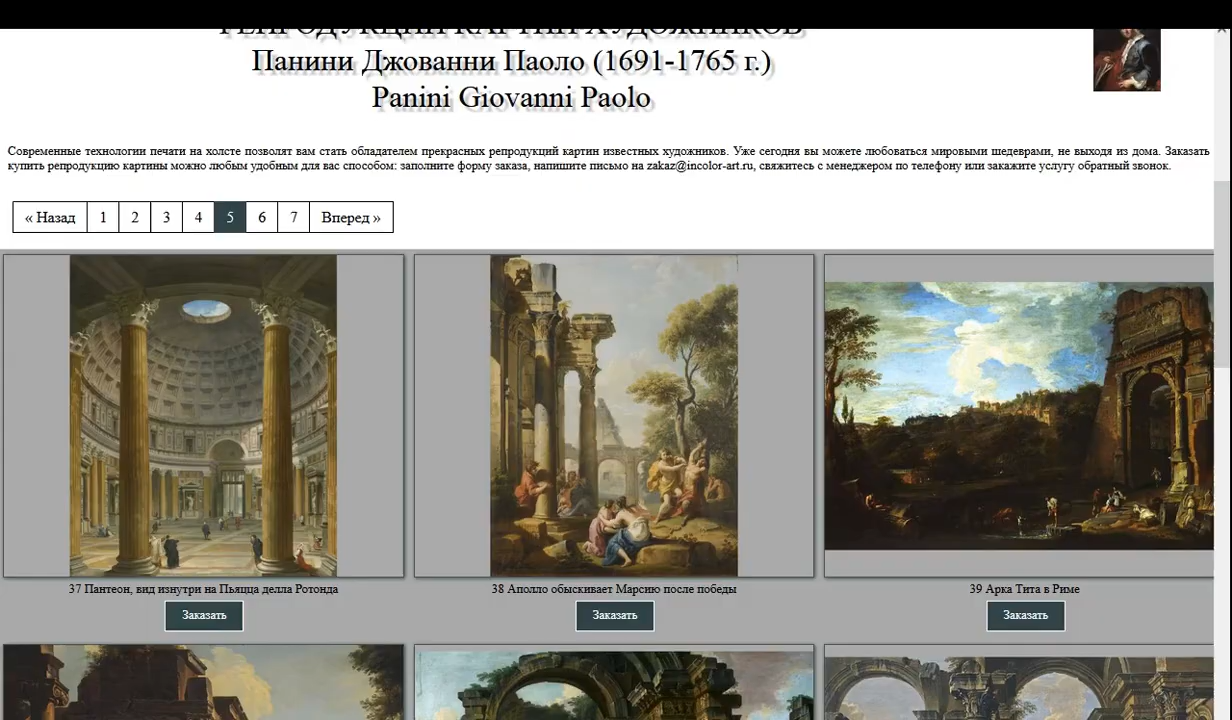 РЕПРОДУКЦИИ КАРТИН ХУДОЖНИКОВ
Панини Джованни Паоло (1691-1765 г.)
Panini Giovanni Paolo
Современные технологии печати на холсте позволят вам стать обладателем прекрасных репродукций картин известных художников. Уже сегодня вы можете любоваться мировыми шедеврами, не выходя из дома. Заказать
купить репродукцию картины можно любым удобным для вас способом: заполните форму заказа, напишите письмо на zakaz@incolor-art.ru, свяжитесь с менеджером по телефону или закажите услугу обратный звонок.
« Назад 1 2 3 4 5 6 7 Вперед »
37 Пантеон, вид изнутри на Пьяцца делла Ротонда
38 Аполло обыскивает Марсию после победы
39 Арка Тита в Риме
Заказать
Заказать
Заказать